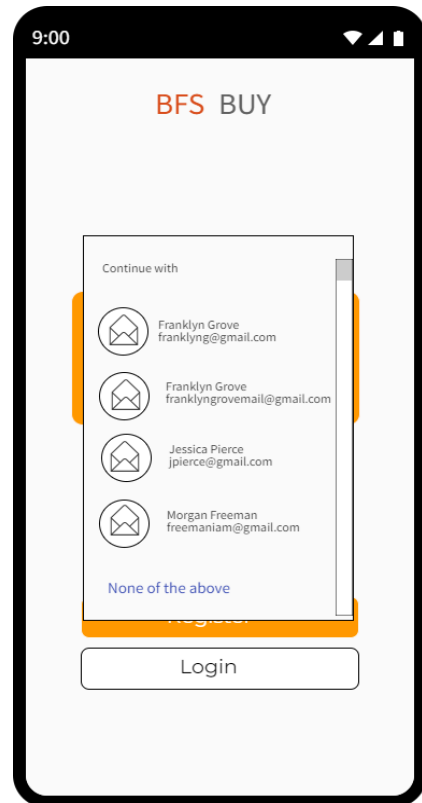 9:00
BFS BUY
Continue with
Franklyn Grove
franklyng@gmail.com
Franklyn Grove
franklyngrovemail@gmail.com
Jessica Pierce
jpierce@gmail.com
Morgan Freeman
freemaniam@gmail.com
None of the above
Register
Login